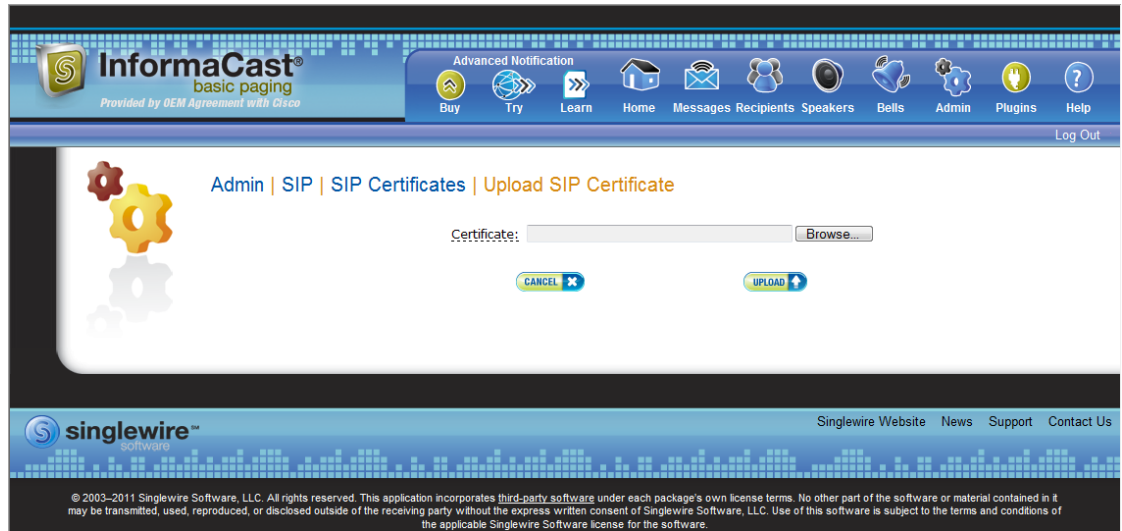 InformaCast®
basic paging
Provided by OEM Agreement with Cisco
Advanced Notification
Buy Try Learn Home Messages Recipients Speakers Bells Admin Plugins Help
Log Out
Admin | SIP | SIP Certificates | Upload SIP Certificate
Certificate: Browse...
CANCEL UPLOAD
Singlewire Website News Support Contact Us
singlewire℠
software
© 2003–2011 Singlewire Software, LLC. All rights reserved. This application incorporates third-party software under each package's own license terms. No other part of the software or material contained in it
may be transmitted, used, reproduced, or disclosed outside of the receiving party without the express written consent of Singlewire Software, LLC. Use of this software is subject to the terms and conditions of
the applicable Singlewire Software license for the software.